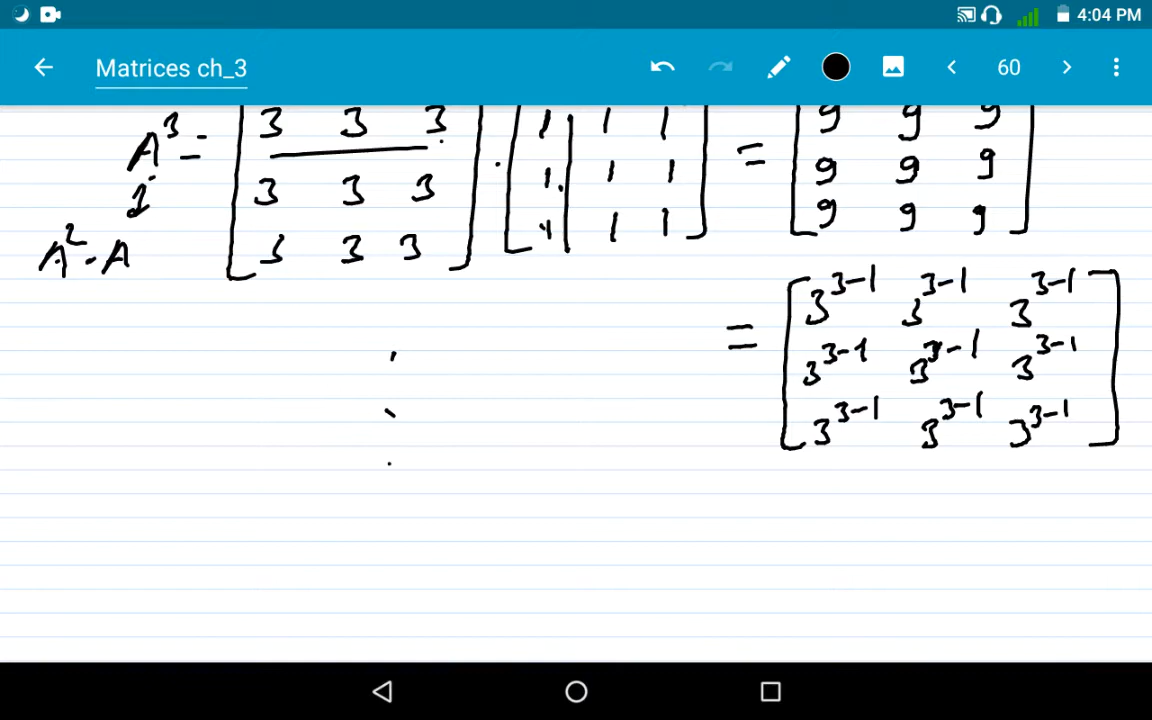 4:04 PM
Matrices ch_3
60
A³ = [ 3 3 3 ] . [ 1 1 1 ] = [ 9 9 9 ]
[ 3 3 3 ] [ 1 1 1 ] [ 9 9 9 ]
A² . A [ 3 3 3 ] [ 1 1 1 ] [ 9 9 9 ]
= [ 3^{3-1} 3^{3-1} 3^{3-1} ]
[ 3^{3-1} 3^{3-1} 3^{3-1} ]
[ 3^{3-1} 3^{3-1} 3^{3-1} ]